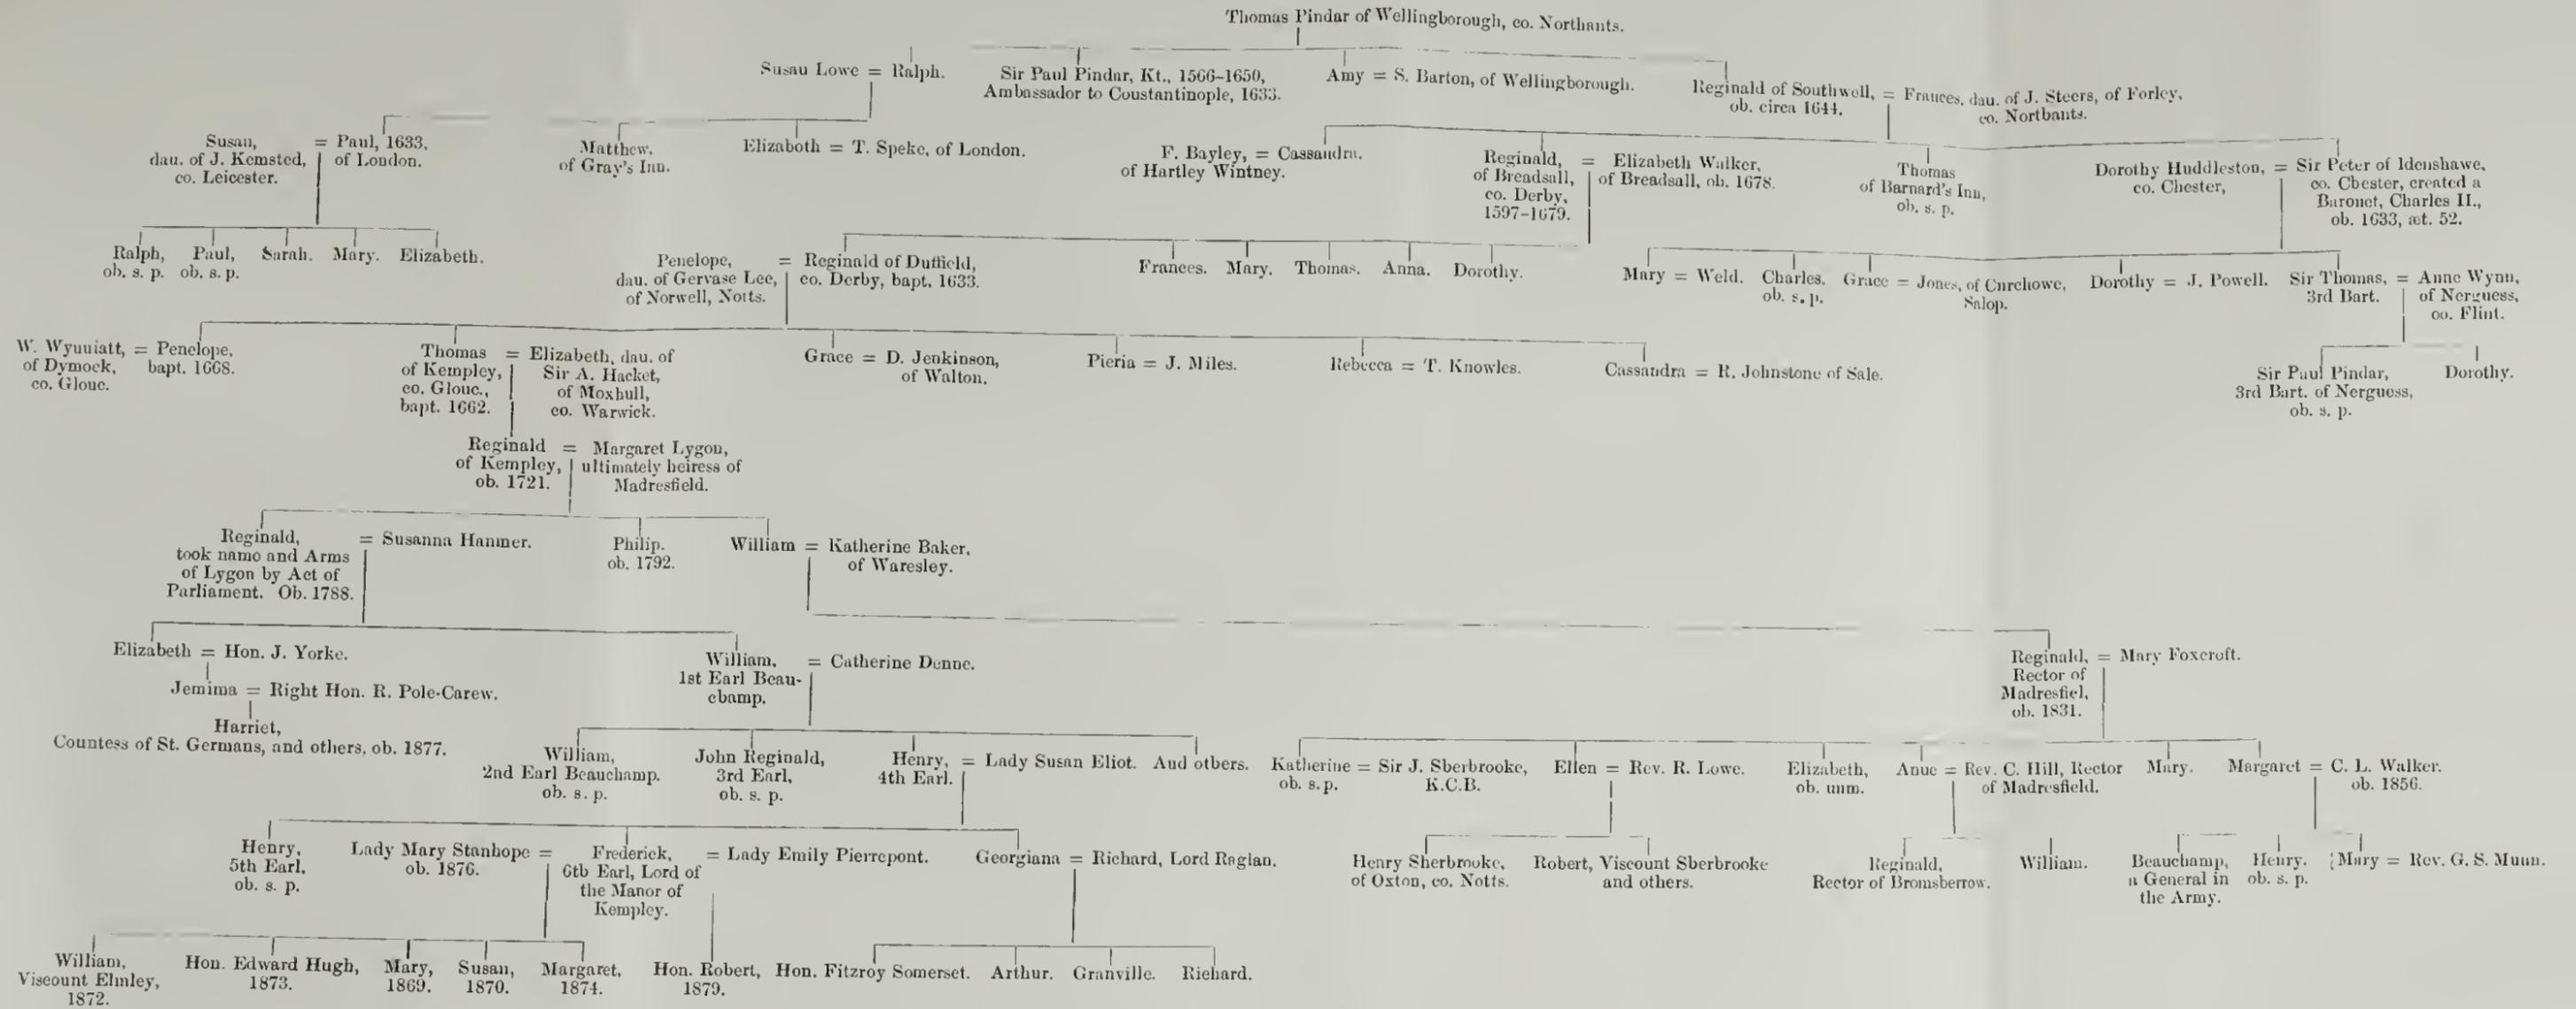 Thomas Pindar of Wellingborough, co. Northants.
Susau Lowe = Ralph.
Sir Paul Pindar, Kt., 1566-1650,
Ambassador to Coustantinople, 1633.
Amy = S. Barton, of Wellingborough.
Reginald of Southwell,
ob. circa 1644.
= Frances, dau. of J. Steers, of Forley,
co. Nortbants.
Susan,
dau. of J. Kemsted,
co. Leicester.
= Paul, 1633,
of London.
Matthew,
of Gray's Inn.
Elizaboth = T. Speke, of London.
F. Bayley, = Cassandra.
of Hartley Wintney.
Reginald,
of Breadsall,
co. Derby,
1597-1679.
= Elizabeth Walker,
of Breadsall, ob. 1678.
Thomas
of Barnard's Inn,
ob. s. p.
Dorothy Huddleston,
co. Chester,
= Sir Peter of Idenshawe,
co. Cbester, created a
Baronet, Charles II.,
ob. 1633, æt. 52.
Ralph,
ob. s. p.
Paul,
ob. s. p.
Sarah.
Mary.
Elizabeth.
Penelope,
dau. of Gervase Lee,
of Norwell, Notts.
= Reginald of Duffield,
co. Derby, bapt. 1633.
Frances.
Mary.
Thomas.
Anna.
Dorothy.
Mary = Weld.
Charles.
ob. s. p.
Grace = Jones, of Curchowe,
Salop.
Dorothy = J. Powell.
Sir Thomas,
3rd Bart.
= Anne Wynn,
of Nerguess,
co. Flint.
W. Wyuuiatt,
of Dymock,
co. Glouc.
= Penelope,
bapt. 1668.
Thomas
of Kempley,
co. Glouc.,
bapt. 1662.
= Elizabeth, dau. of
Sir A. Hacket,
of Moxhull,
co. Warwick.
Grace = D. Jenkinson,
of Walton.
Pieria = J. Miles.
Rebecca = T. Knowles.
Cassandra = R. Johnstone of Sale.
Sir Paul Pindar,
3rd Bart. of Nerguess,
ob. s. p.
Dorothy.
Reginald
of Kempley,
ob. 1721.
= Margaret Lygon,
ultimately heiress of
Madresfield.
Reginald,
took name and Arms
of Lygon by Act of
Parliament. Ob. 1788.
= Susanna Hanmer.
Philip.
ob. 1792.
William = Katherine Baker,
of Waresley.
Elizabeth = Hon. J. Yorke.
Jemima = Right Hon. R. Pole-Carew.
Harriet,
Countess of St. Germans, and others, ob. 1877.
William,
1st Earl Beau-
cbamp.
= Catherine Denne.
Reginald,
Rector of
Madresfiel,
ob. 1831.
= Mary Foxcroft.
William,
2nd Earl Beauchamp.
ob. s. p.
John Reginald,
3rd Earl,
ob. s. p.
Henry,
4th Earl.
= Lady Susan Eliot.
Aud otbers.
Katherine = Sir J. Sberbrooke,
ob. s. p.
K.C.B.
Ellen = Rev. R. Lowe.
Elizabeth,
ob. unm.
Anue = Rev. C. Hill, Rector
of Madresfield.
Mary.
Margaret = C. L. Walker.
ob. 1856.
Henry,
5th Earl,
ob. s. p.
Lady Mary Stanhope =
ob. 1876.
Frederick,
6tb Earl, Lord of
the Manor of
Kempley.
= Lady Emily Pierrepont.
Georgiana = Richard, Lord Raglan.
Henry Sherbrooke,
of Oxton, co. Notts.
Robert, Viscount Sberbrooke
and others.
Reginald,
Rector of Bromsberrow.
William.
Beauchamp,
a General in
the Army.
Henry.
ob. s. p.
Mary = Rev. G. S. Munn.
William,
Viscount Elmley,
1872.
Hon. Edward Hugh,
1873.
Mary,
1869.
Susan,
1870.
Margaret,
1874.
Hon. Robert,
1879.
Hon. Fitzroy Somerset.
Arthur.
Granville.
Richard.